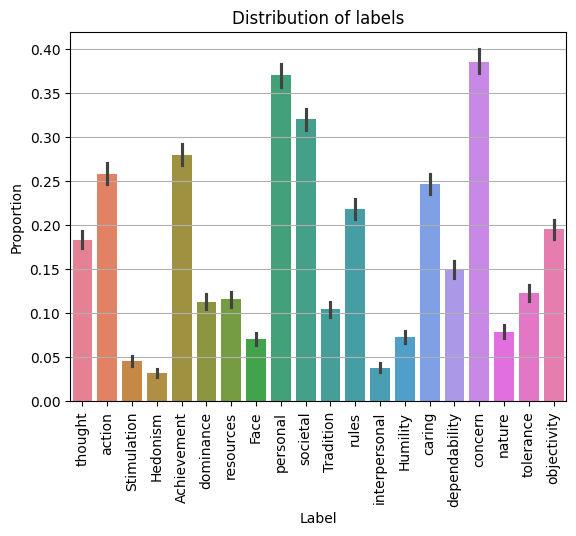 Distribution of labels
Proportion
0.40
0.35
0.30
0.25
0.20
0.15
0.10
0.05
0.00
thought
action
Stimulation
Hedonism
Achievement
dominance
resources
Face
personal
societal
Tradition
rules
interpersonal
Humility
caring
dependability
concern
nature
tolerance
objectivity
Label